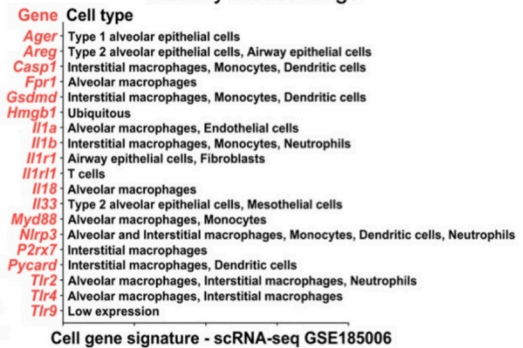 Gene Cell type
Ager Type 1 alveolar epithelial cells
Areg Type 2 alveolar epithelial cells, Airway epithelial cells
Casp1 Interstitial macrophages, Monocytes, Dendritic cells
Fpr1 Alveolar macrophages
Gsdmd Interstitial macrophages, Monocytes, Dendritic cells
Hmgb1 Ubiquitous
Il1a Alveolar macrophages, Endothelial cells
Il1b Interstitial macrophages, Monocytes, Neutrophils
Il1r1 Airway epithelial cells, Fibroblasts
Il1rl1 T cells
Il18 Alveolar macrophages
Il33 Type 2 alveolar epithelial cells, Mesothelial cells
Myd88 Alveolar macrophages, Monocytes
Nlrp3 Alveolar and Interstitial macrophages, Monocytes, Dendritic cells, Neutrophils
P2rx7 Interstitial macrophages
Pycard Interstitial macrophages, Dendritic cells
Tlr2 Alveolar macrophages, Interstitial macrophages, Neutrophils
Tlr4 Alveolar macrophages, Interstitial macrophages
Tlr9 Low expression
Cell gene signature - scRNA-seq GSE185006